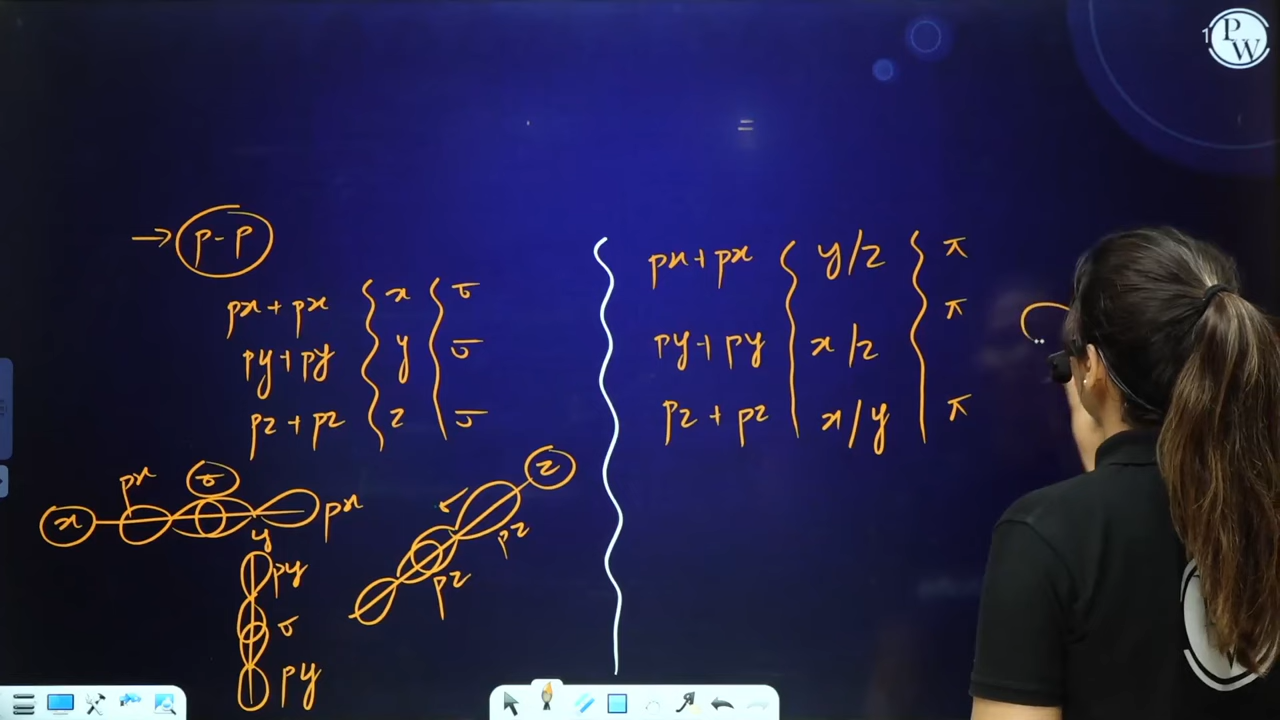 PW
=
→ p-p
px + px { x { σ
py + py { y { σ
pz + pz { z { σ
px + px { y/z { π
py + py { x/z { π
pz + pz { x/y { π
x px σ px
y
py
σ
py
z
σ
pz
pz